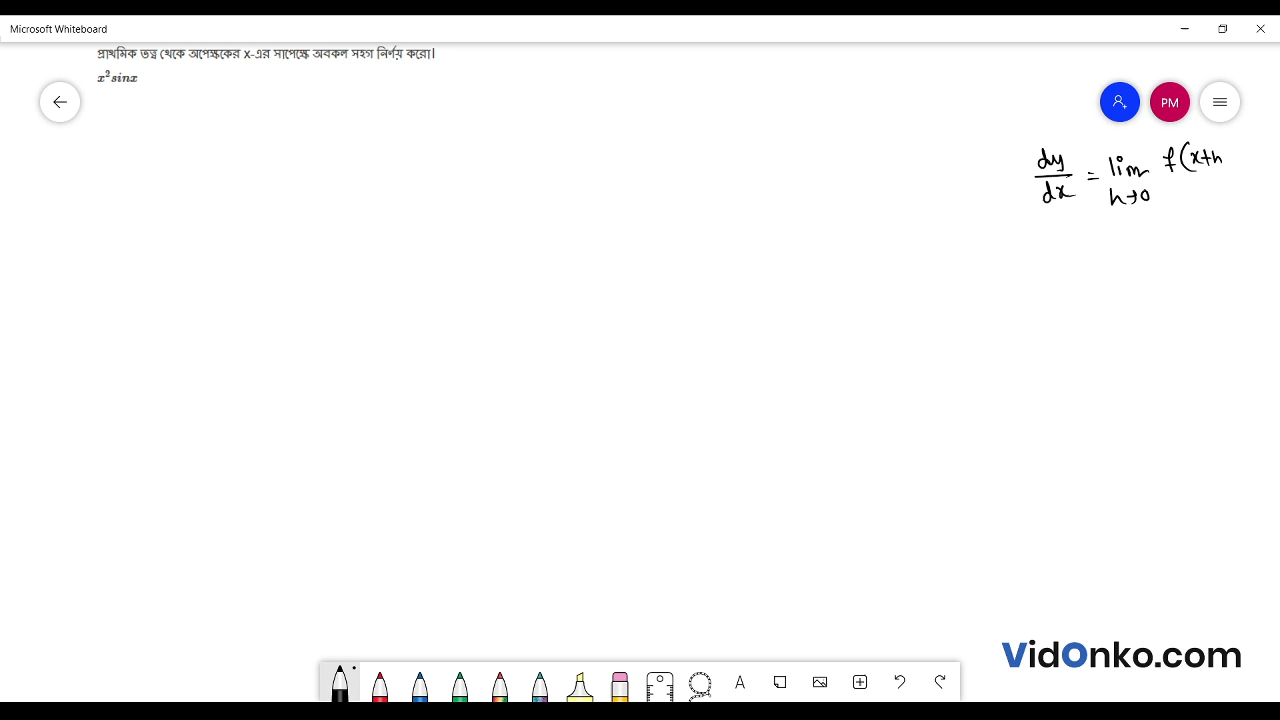 Microsoft Whiteboard
প্রাথমিক তত্ব থেকে অপেক্ষকের x-এর সাপেক্ষে অবকল সহগ নির্ণয় করো।
x²sinx
PM
dy/dx = lim h→0 f(x+h
A
VidOnko.com